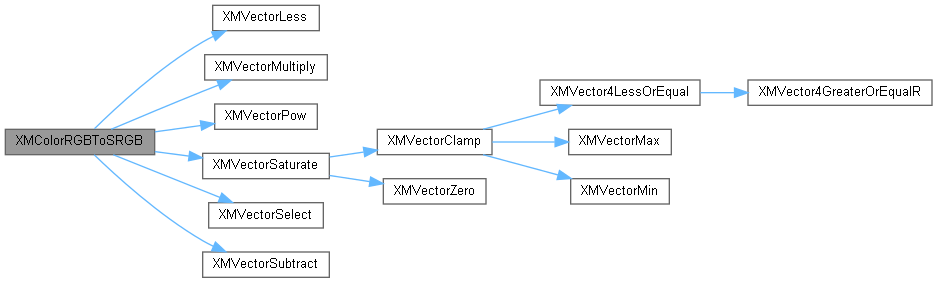 XMVectorLess
XMVectorMultiply
XMVector4LessOrEqual
XMVector4GreaterOrEqualR
XMVectorPow
XMColorRGBToSRGB
XMVectorClamp
XMVectorMax
XMVectorSaturate
XMVectorZero
XMVectorMin
XMVectorSelect
XMVectorSubtract